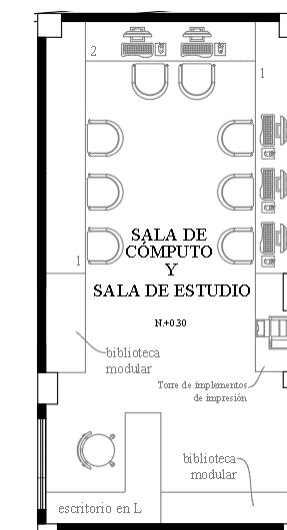 2
1
SALA DE
CÓMPUTO
Y
SALA DE ESTUDIO
1
N.+0.30
biblioteca
modular
Torre de implementos
de impresión
biblioteca
modular
escritorio en L